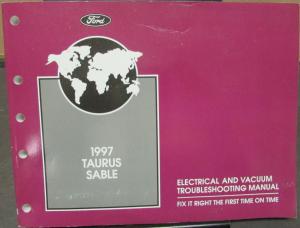 Ford
1997
TAURUS
SABLE
ELECTRICAL AND VACUUM
TROUBLESHOOTING MANUAL
FIX IT RIGHT THE FIRST TIME ON TIME